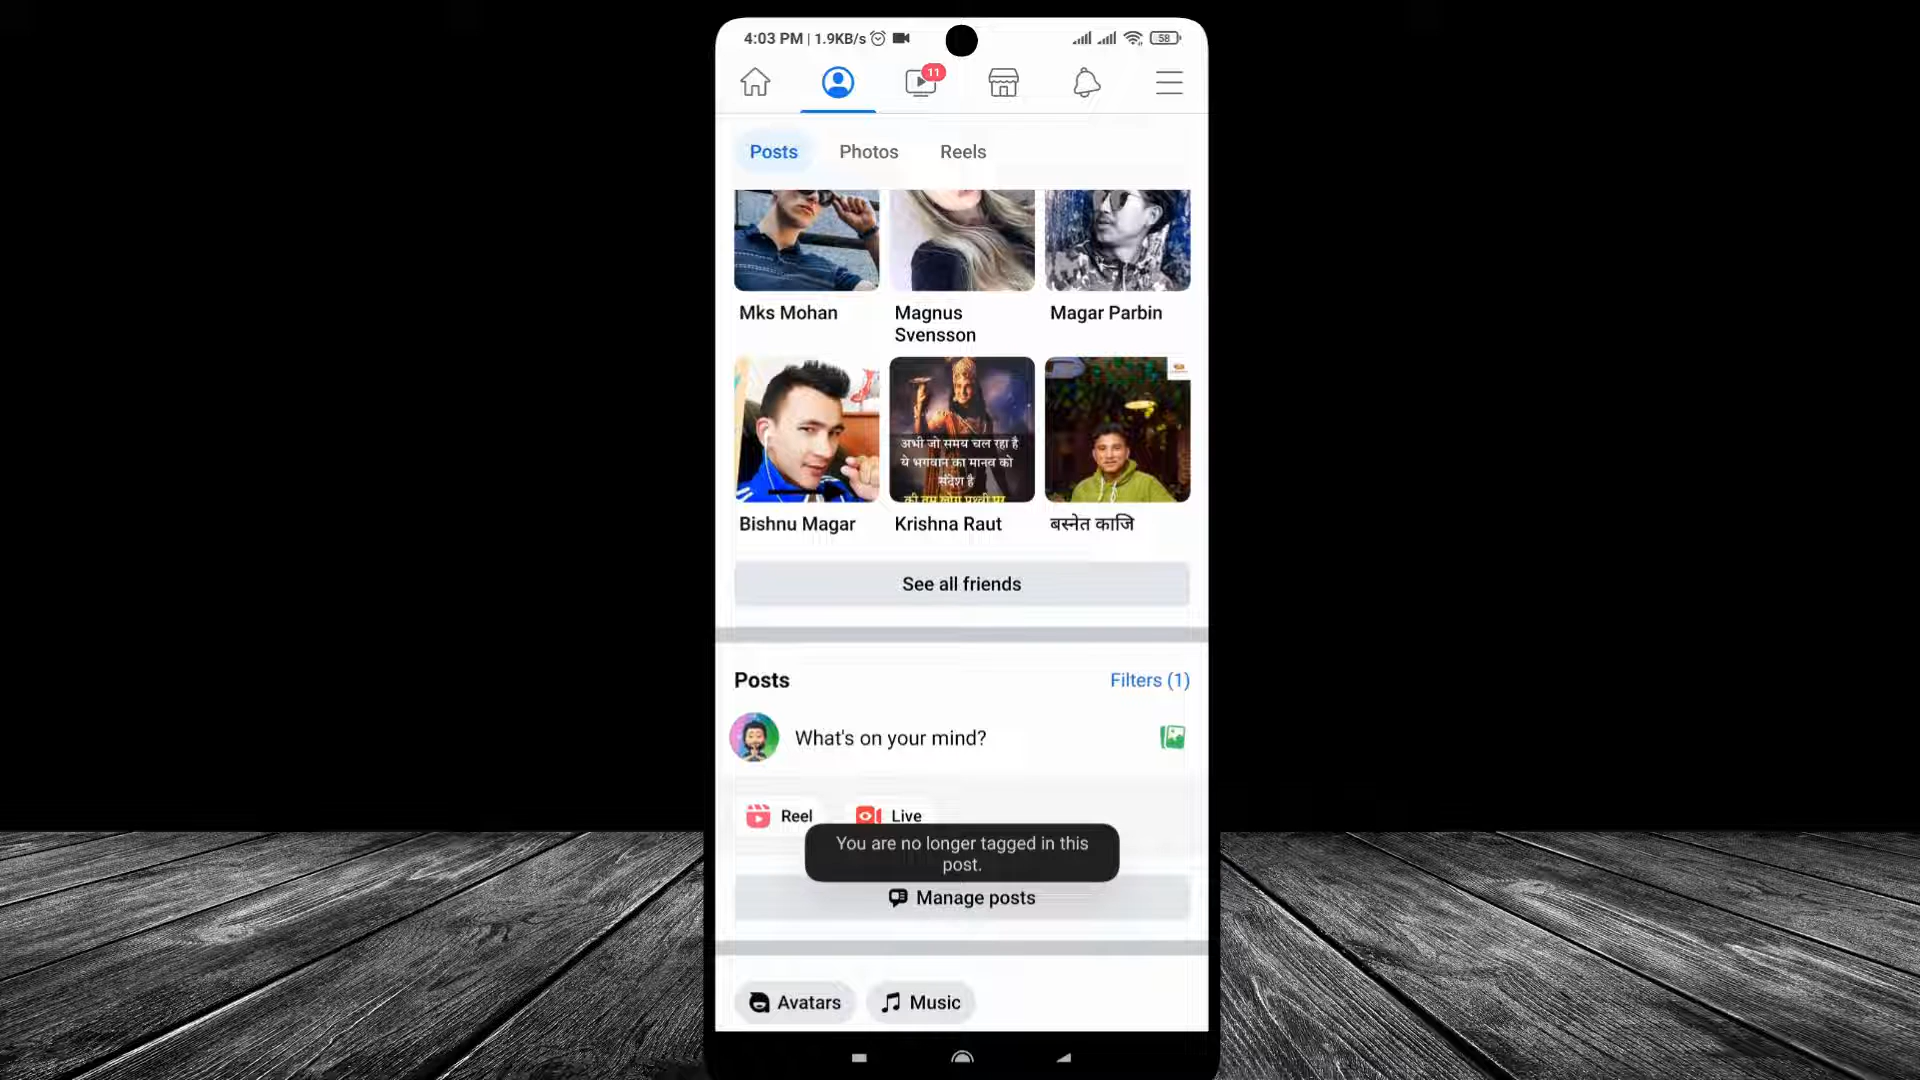 4:03 PM | 1.9KB/s
58
11
Posts Photos Reels
Mks Mohan
Magnus
Svensson
Magar Parbin
अभी जो समय चल रहा है
ये भगवान का मानव को
संदेश है
की तुम लोग पृथ्वी पर
Bishnu Magar
Krishna Raut
बस्नेत काजि
See all friends
Posts
Filters (1)
What's on your mind?
Reel
Live
You are no longer tagged in this
post.
Manage posts
Avatars
Music